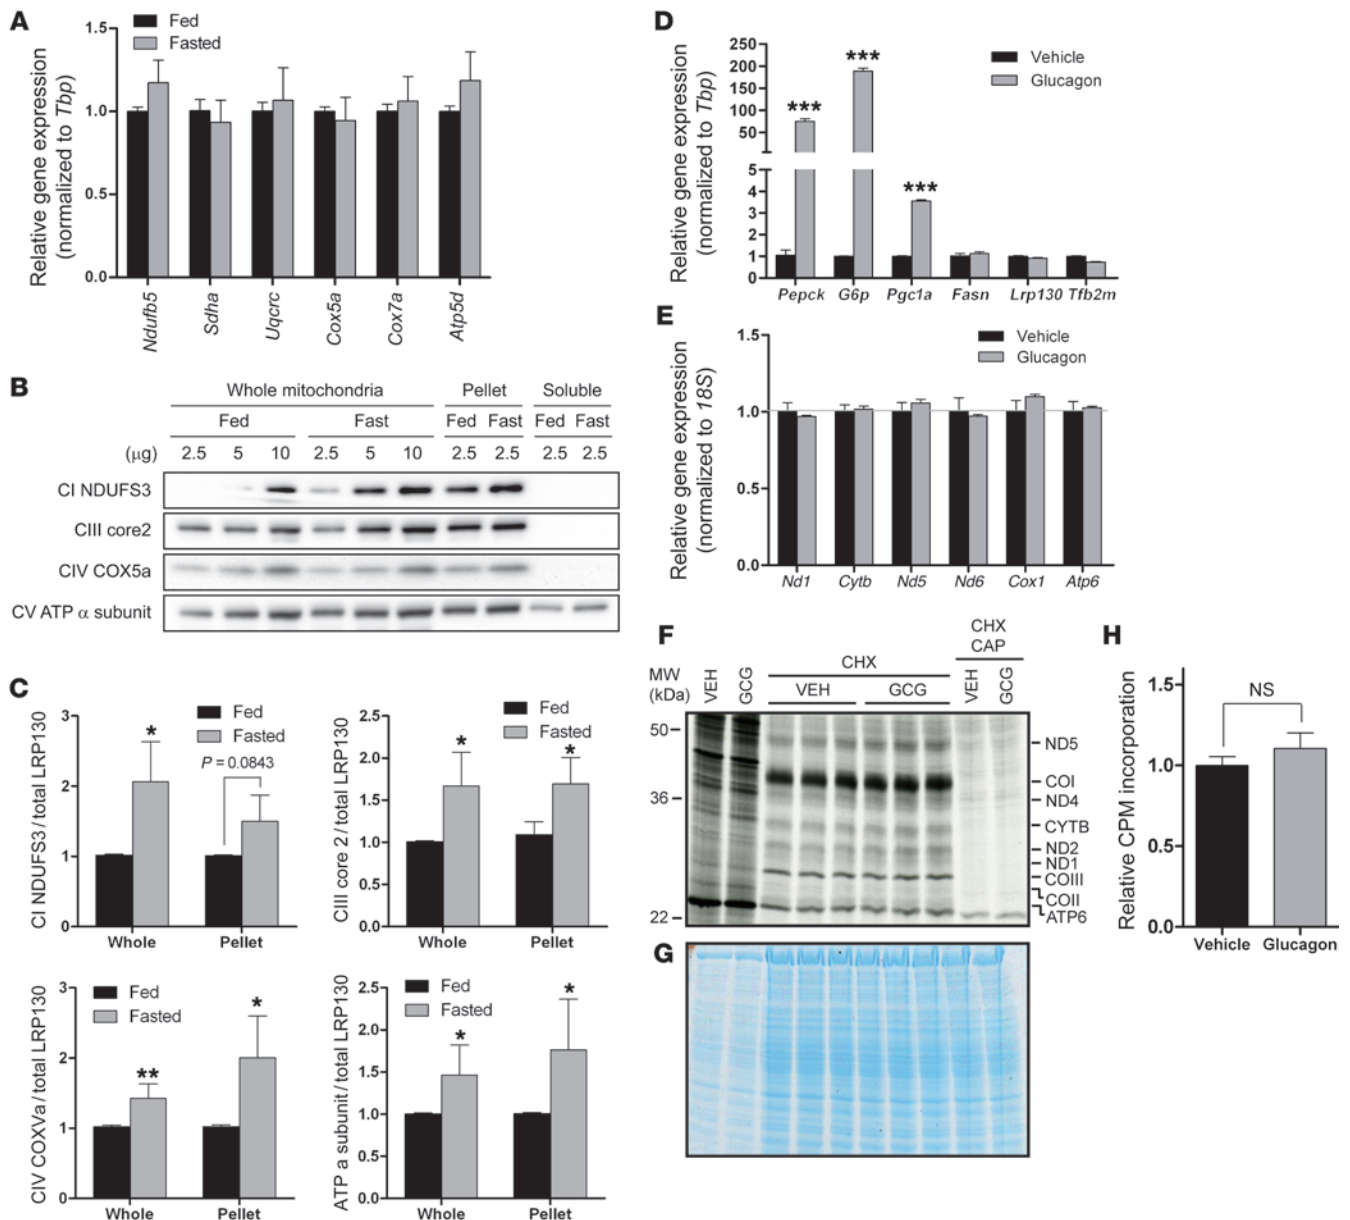 A
Fed
Fasted
Relative gene expression
(normalized to Tbp)
1.5
1.0
0.5
0.0
Ndufb5
Sdha
Uqcrc
Cox5a
Cox7a
Atp5d
B
Whole mitochondria
Pellet
Soluble
Fed
Fast
Fed Fast Fed Fast
(μg) 2.5 5 10 2.5 5 10 2.5 2.5 2.5 2.5
CI NDUFS3
CIII core2
CIV COX5a
CV ATP α subunit
C
CI NDUFS3/total LRP130
3
2
1
0
Fed
Fasted
*
P = 0.0843
Whole
Pellet
CIII core 2/total LRP130
2.5
2.0
1.5
1.0
0.5
0.0
Fed
Fasted
*
*
Whole
Pellet
CIV COXVa/total LRP130
3
2
1
0
Fed
Fasted
**
*
Whole
Pellet
ATP a subunit/total LRP130
2.5
2.0
1.5
1.0
0.5
0.0
Fed
Fasted
*
*
Whole
Pellet
D
Relative gene expression
(normalized to Tbp)
250
200
150
100
50
5
4
3
2
1
0
Vehicle
Glucagon
***
***
***
Pepck
G6p
Pgc1a
Fasn
Lrp130
Tfb2m
E
Relative gene expression
(normalized to 18S)
1.5
1.0
0.5
0.0
Vehicle
Glucagon
Nd1
Cytb
Nd5
Nd6
Cox1
Atp6
F
MW
(kDa)
VEH
GCG
CHX
VEH
GCG
CHX
CAP
VEH
GCG
50
36
22
ND5
COI
ND4
CYTB
ND2
ND1
COIII
COII
ATP6
G
H
Relative CPM incorporation
1.5
1.0
0.5
0.0
NS
Vehicle
Glucagon